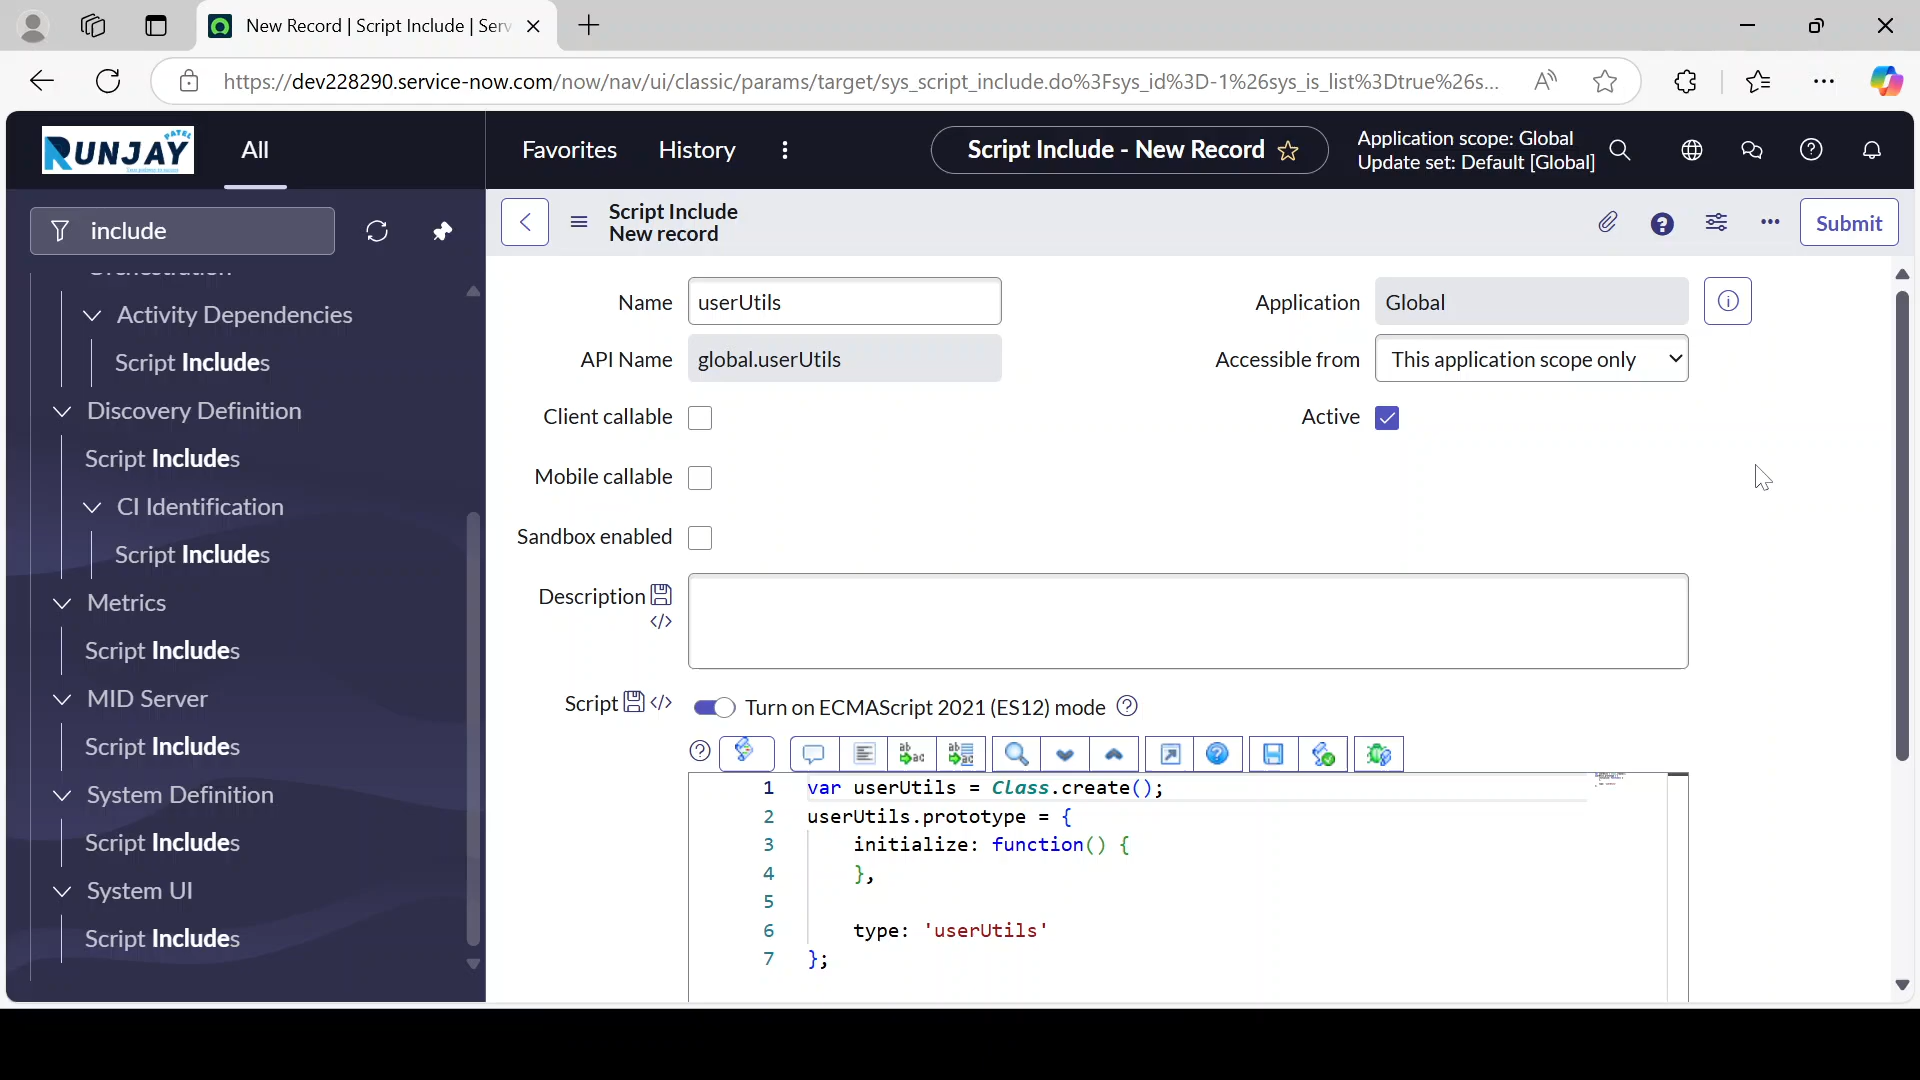 New Record | Script Include | Serv
https://dev228290.service-now.com/now/nav/ui/classic/params/target/sys_script_include.do%3Fsys_id%3D-1%26sys_is_list%3Dtrue%26s...
RUNJAY PATEL
All
Favorites
History
Script Include - New Record
Application scope: Global
Update set: Default [Global]
include
Activity Dependencies
Script Includes
Discovery Definition
Script Includes
CI Identification
Script Includes
Metrics
Script Includes
MID Server
Script Includes
System Definition
Script Includes
System UI
Script Includes
Script Include
New record
Submit
Name
userUtils
Application
Global
API Name
global.userUtils
Accessible from
This application scope only
Client callable
Active
Mobile callable
Sandbox enabled
Description
Script
Turn on ECMAScript 2021 (ES12) mode
1 var userUtils = Class.create();
2 userUtils.prototype = {
3 initialize: function() {
4 },
5
6 type: 'userUtils'
7 };